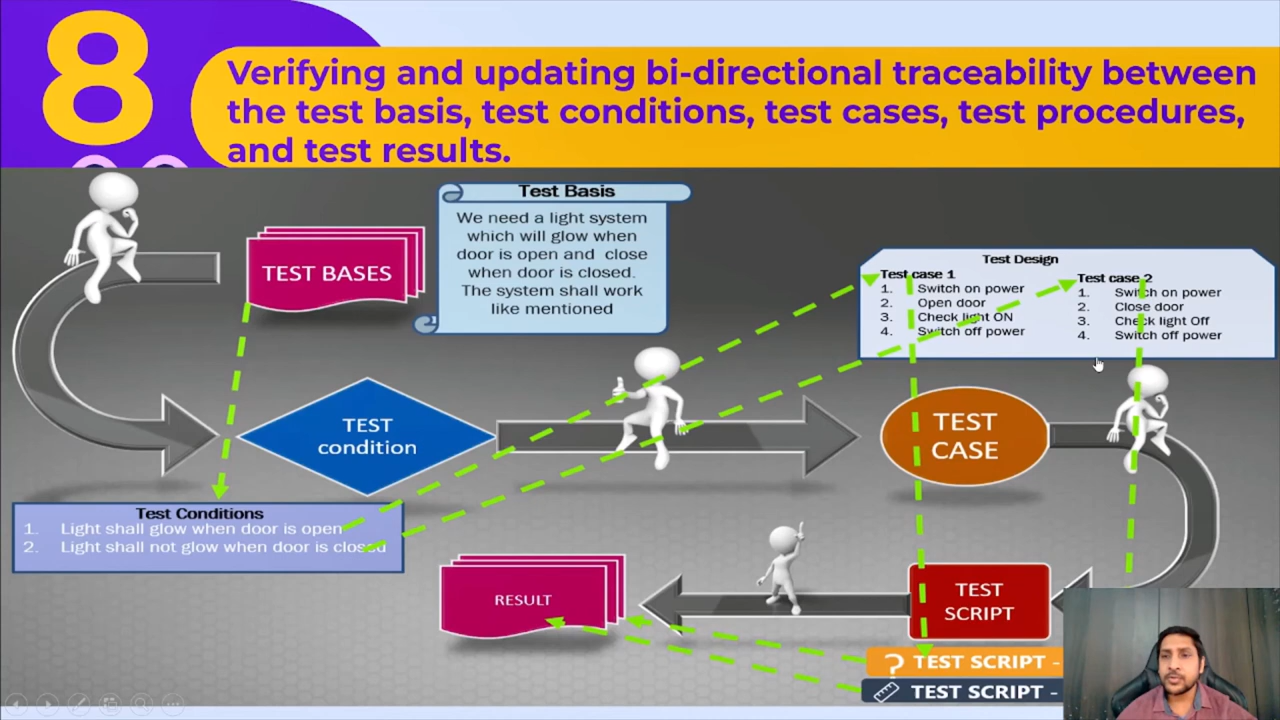 8
Verifying and updating bi-directional traceability between
the test basis, test conditions, test cases, test procedures,
and test results.
TEST BASES
Test Basis
We need a light system
which will glow when
door is open and close
when door is closed.
The system shall work
like mentioned
Test Design
Test case 1
1. Switch on power
2. Open door
3. Check light ON
4. Switch off power
Test case 2
1. Switch on power
2. Close door
3. Check light Off
4. Switch off power
TEST
condition
TEST
CASE
Test Conditions
1. Light shall glow when door is open
2. Light shall not glow when door is closed
RESULT
TEST
SCRIPT
? TEST SCRIPT -
TEST SCRIPT -